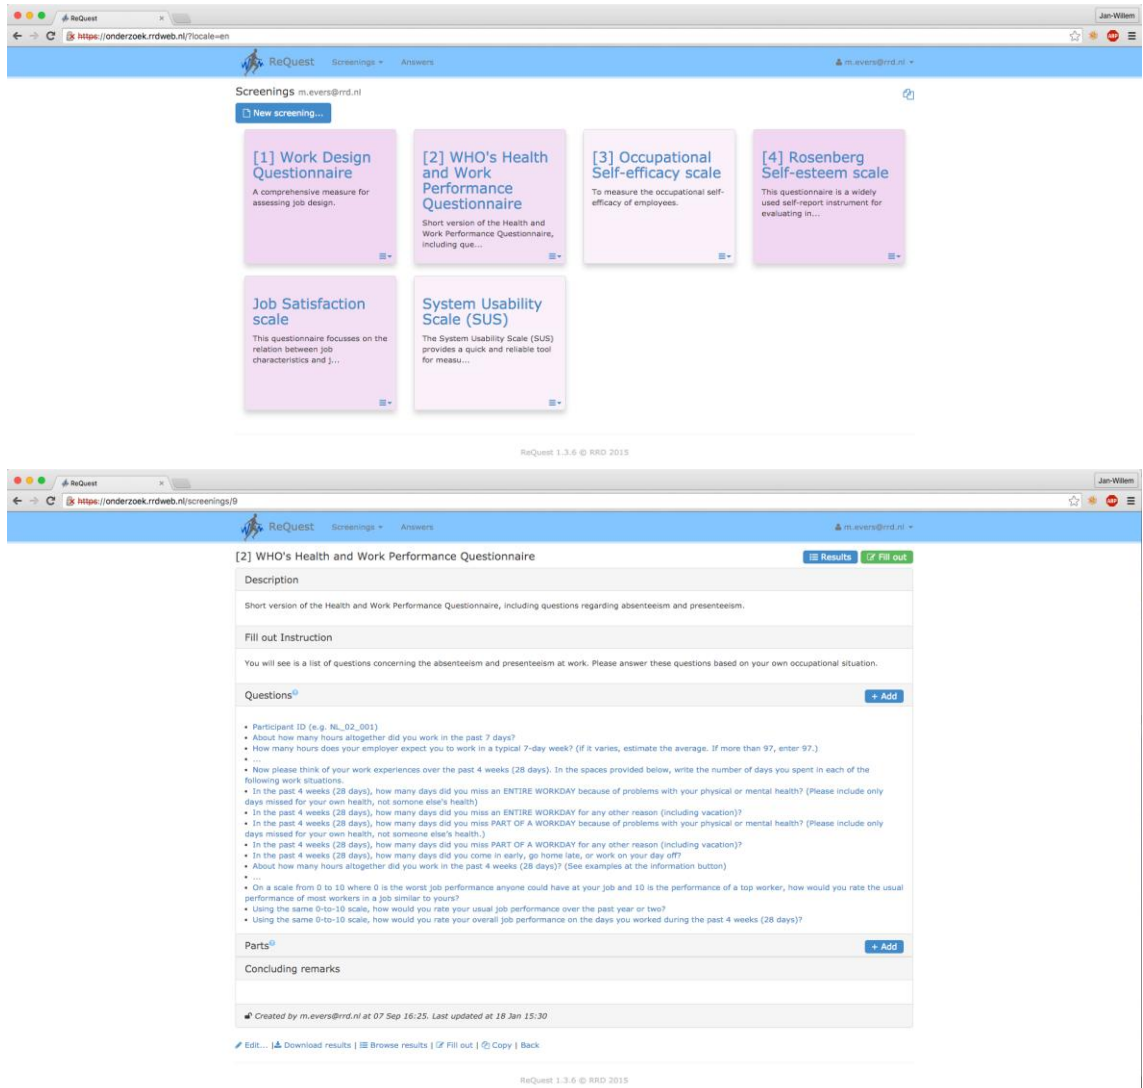 ReQuest
Jan-Willem
https://onderzoek.rrdweb.nl/?locale=en
ReQuest Screenings Answers m.evers@rrd.nl
Screenings m.evers@rrd.nl
New screening...
[1] Work Design
Questionnaire
A comprehensive measure for
assessing job design.
[2] WHO's Health
and Work
Performance
Questionnaire
Short version of the Health and
Work Performance Questionnaire,
including que...
[3] Occupational
Self-efficacy scale
To measure the occupational self-
efficacy of employees.
[4] Rosenberg
Self-esteem scale
This questionnaire is a widely
used self-report instrument for
evaluating in...
Job Satisfaction
scale
This questionnaire focusses on the
relation between job
characteristics and j...
System Usability
Scale (SUS)
The System Usability Scale (SUS)
provides a quick and reliable tool
for measu...
ReQuest 1.3.6 © RRD 2015
ReQuest
Jan-Willem
https://onderzoek.rrdweb.nl/screenings/9
ABP
ReQuest Screenings Answers m.evers@rrd.nl
[2] WHO's Health and Work Performance Questionnaire Results Fill out
Description
Short version of the Health and Work Performance Questionnaire, including questions regarding absenteeism and presenteeism.
Fill out Instruction
You will see is a list of questions concerning the absenteeism and presenteeism at work. Please answer these questions based on your own occupational situation.
Questions + Add
• Participant ID (e.g. NL_02_001)
• About how many hours altogether did you work in the past 7 days?
• How many hours does your employer expect you to work in a typical 7-day week? (If it varies, estimate the average. If more than 97, enter 97.)
• ...
• Now please think of your work experiences over the past 4 weeks (28 days). In the spaces provided below, write the number of days you spent in each of the
following work situations.
• In the past 4 weeks (28 days), how many days did you miss an ENTIRE WORKDAY because of problems with your physical or mental health? (Please include only
days missed for your own health, not somone else's health)
• In the past 4 weeks (28 days), how many days did you miss an ENTIRE WORKDAY for any other reason (including vacation)?
• In the past 4 weeks (28 days), how many days did you miss PART OF A WORKDAY because of problems with your physical or mental health? (Please include only
days missed for your own health, not someone else's health.)
• In the past 4 weeks (28 days), how many days did you miss PART OF A WORKDAY for any other reason (including vacation)?
• In the past 4 weeks (28 days), how many days did you come in early, go home late, or work on your day off?
• About how many hours altogether did you work in the past 4 weeks (28 days)? (See examples at the information button)
• ...
• On a scale from 0 to 10 where 0 is the worst job performance anyone could have at your job and 10 is the performance of a top worker, how would you rate the usual
performance of most workers in a job similar to yours?
• Using the same 0-to-10 scale, how would you rate your usual job performance over the past year or two?
• Using the same 0-to-10 scale, how would you rate your overall job performance on the days you worked during the past 4 weeks (28 days)?
Parts + Add
Concluding remarks
Created by m.evers@rrd.nl at 07 Sep 16:25. Last updated at 18 Jan 15:30
Edit... | Download results | Browse results | Fill out | Copy | Back
ReQuest 1.3.6 © RRD 2015